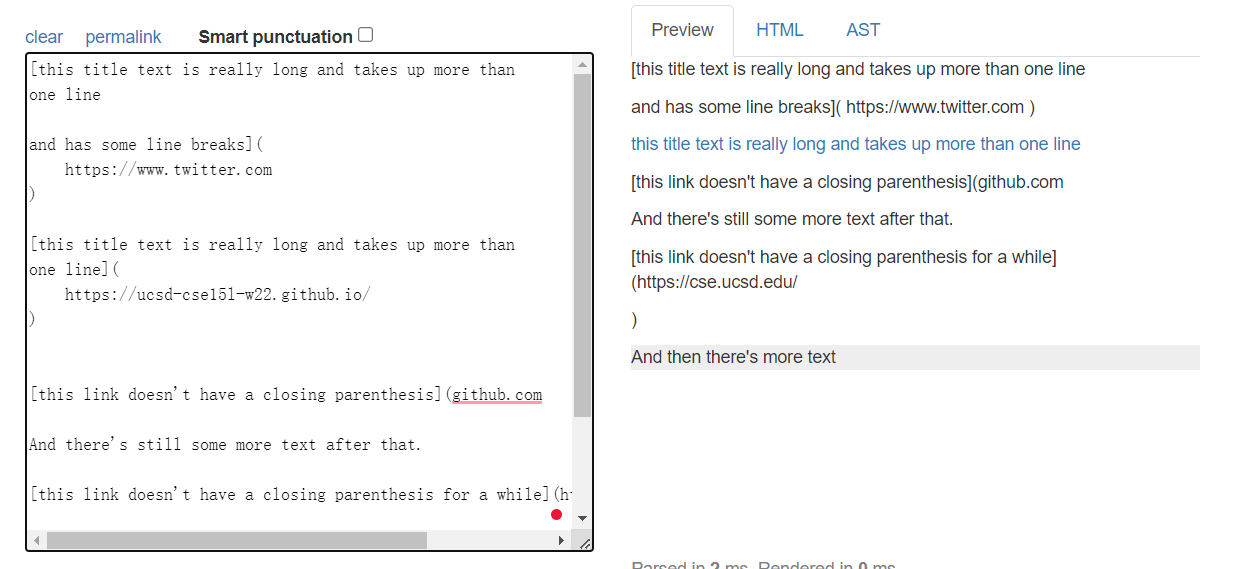 clear permalink Smart punctuation
[this title text is really long and takes up more than
one line
and has some line breaks](
https://www.twitter.com
)
[this title text is really long and takes up more than
one line](
https://ucsd-cse15l-w22.github.io/
)
[this link doesn't have a closing parenthesis](github.com
And there's still some more text after that.
[this link doesn't have a closing parenthesis for a while](h
Preview HTML AST
[this title text is really long and takes up more than one line
and has some line breaks]( https://www.twitter.com )
this title text is really long and takes up more than one line
[this link doesn't have a closing parenthesis](github.com
And there's still some more text after that.
[this link doesn't have a closing parenthesis for a while]
(https://cse.ucsd.edu/
)
And then there's more text
Parsed in 2 ms. Rendered in 0 ms.